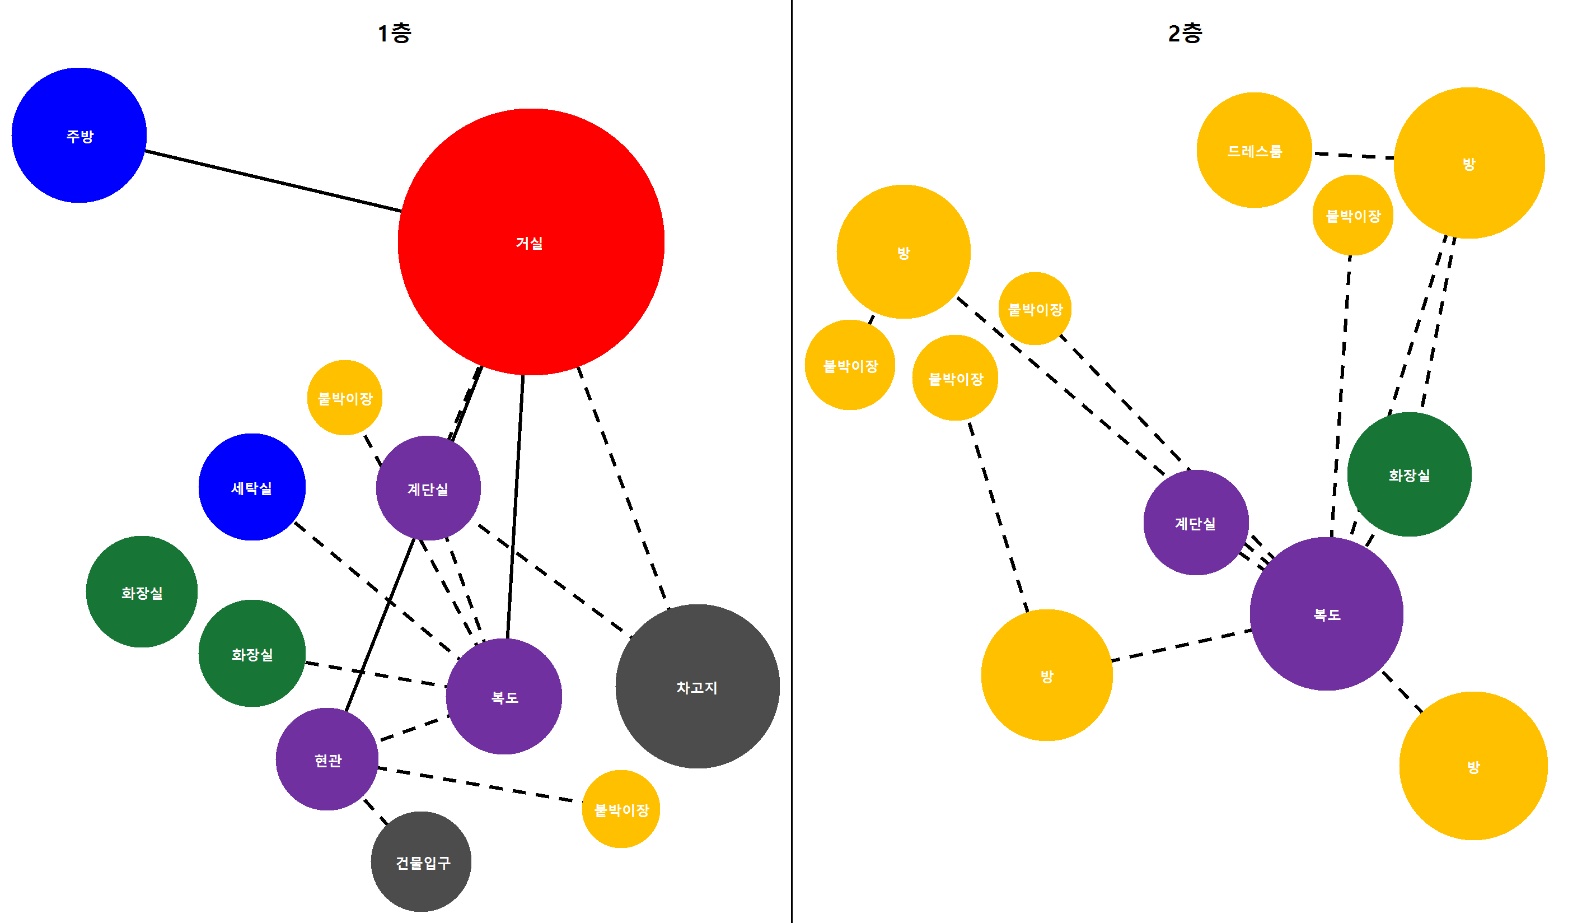 1층
주방
거실
붙박이장
세탁실
계단실
화장실
화장실
복도
차고지
현관
붙박이장
건물입구
2층
드레스룸
방
붙박이장
방
붙박이장
붙박이장
붙박이장
화장실
계단실
복도
방
방